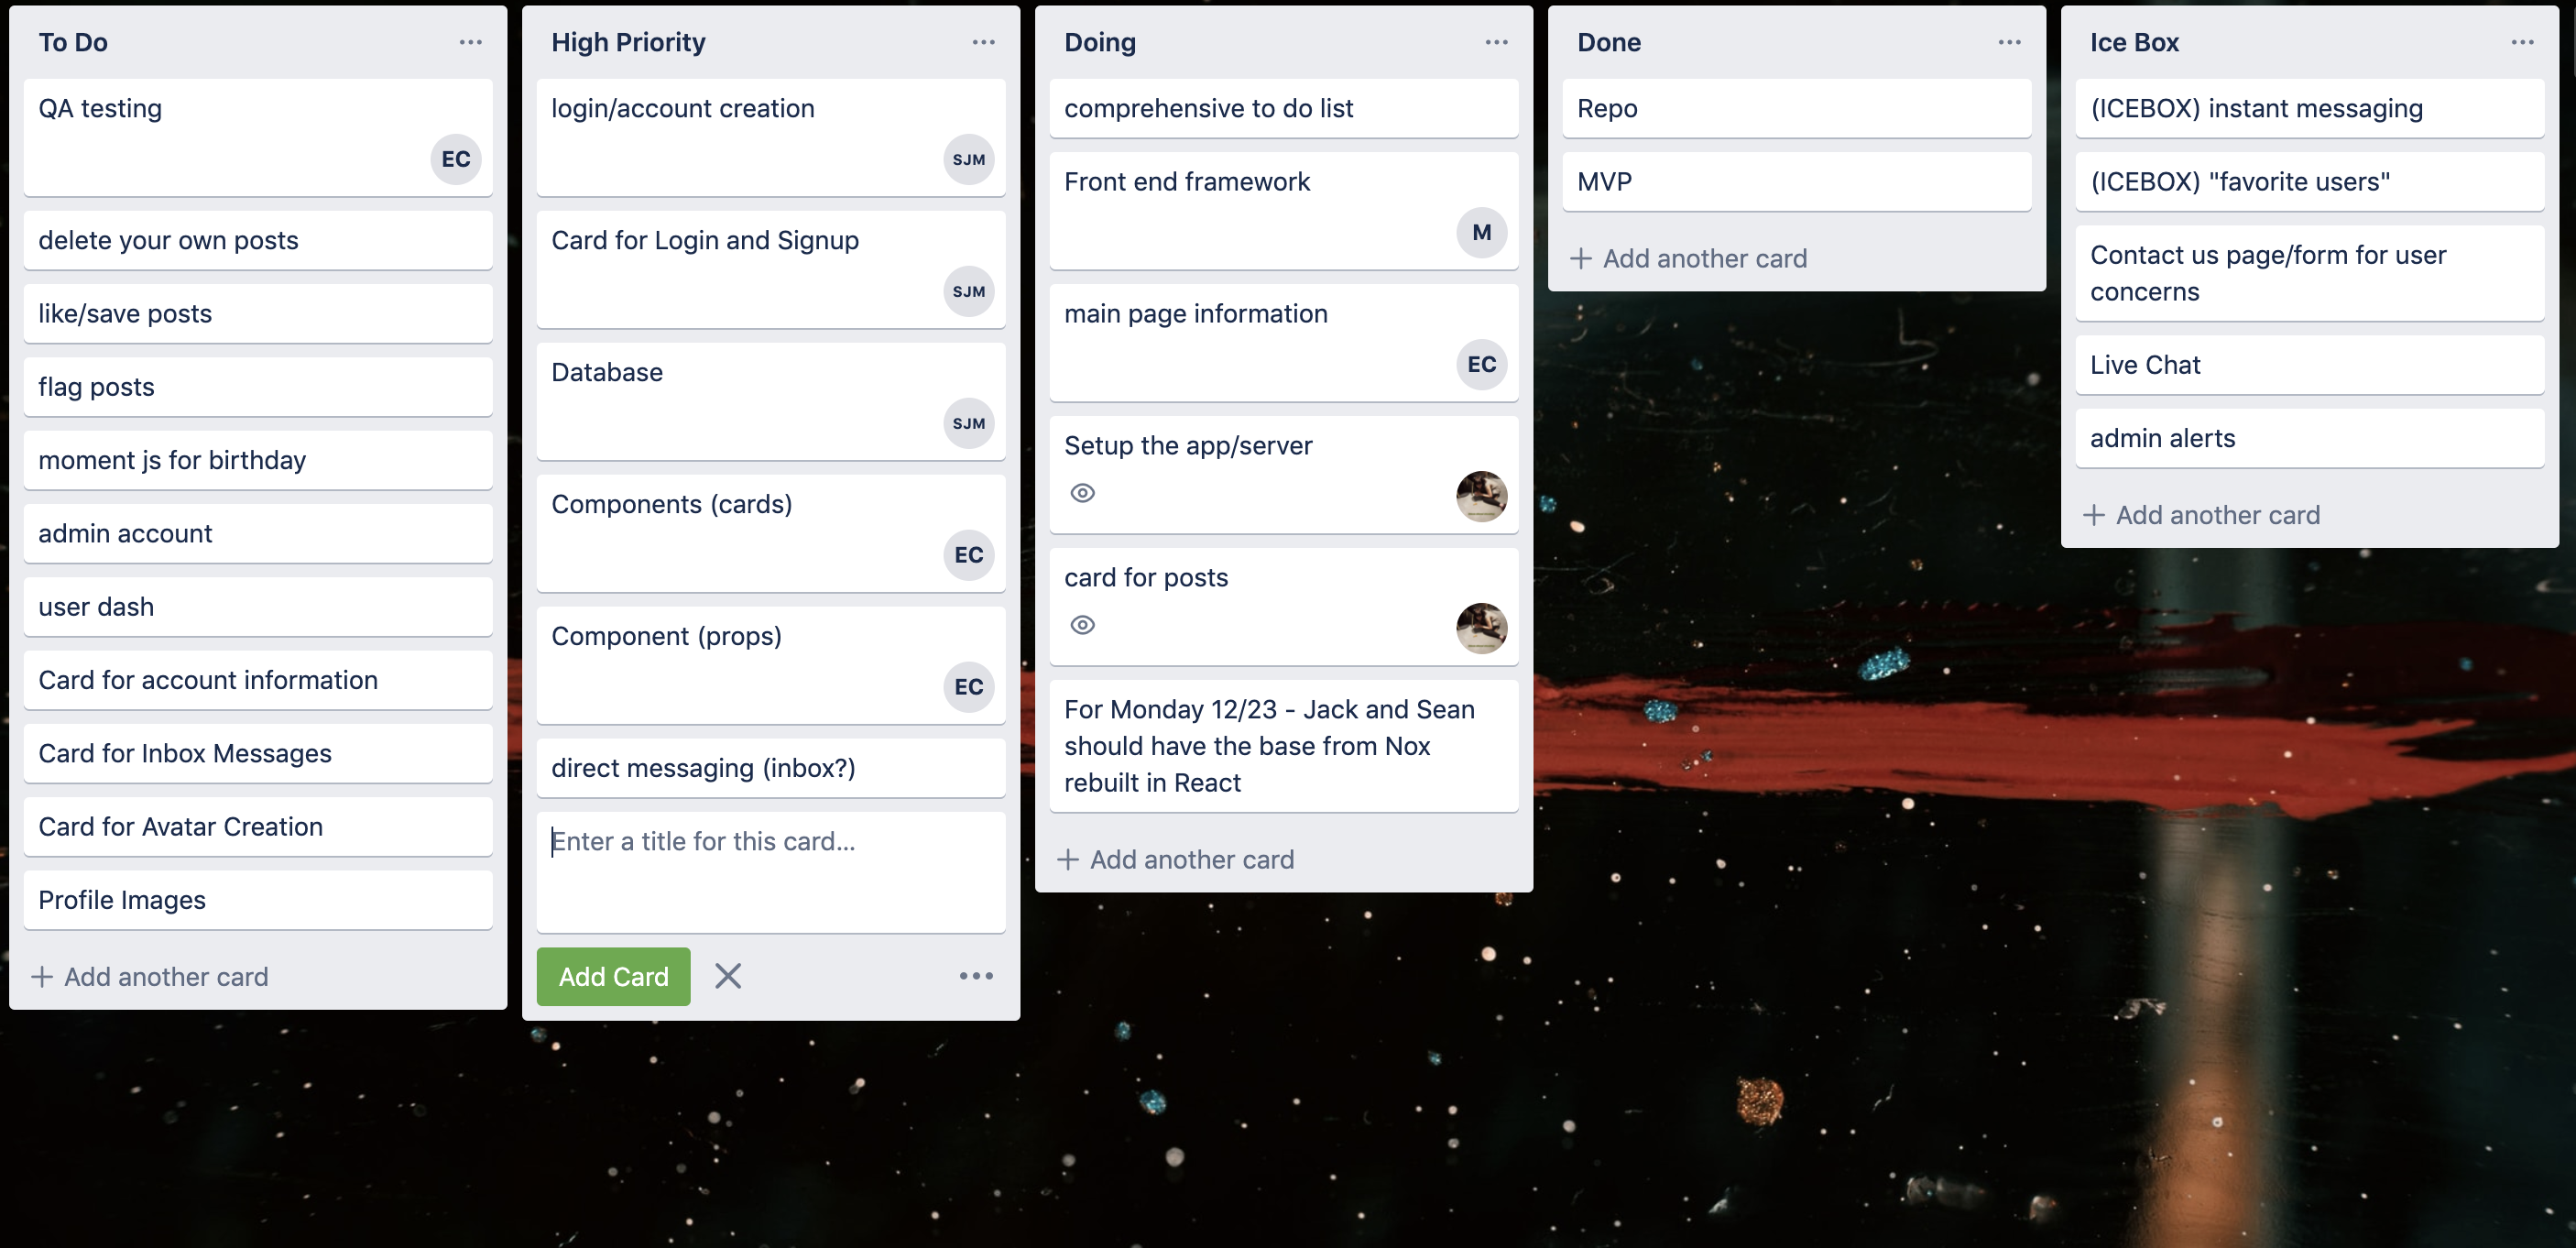 To Do
QA testing
EC
delete your own posts
like/save posts
flag posts
moment js for birthday
admin account
user dash
Card for account information
Card for Inbox Messages
Card for Avatar Creation
Profile Images
+ Add another card
High Priority
login/account creation
SJM
Card for Login and Signup
SJM
Database
SJM
Components (cards)
EC
Component (props)
EC
direct messaging (inbox?)
Enter a title for this card...
Add Card
Doing
comprehensive to do list
Front end framework
M
main page information
EC
Setup the app/server
card for posts
For Monday 12/23 - Jack and Sean
should have the base from Nox
rebuilt in React
+ Add another card
Done
Repo
MVP
+ Add another card
Ice Box
(ICEBOX) instant messaging
(ICEBOX) "favorite users"
Contact us page/form for user
concerns
Live Chat
admin alerts
+ Add another card